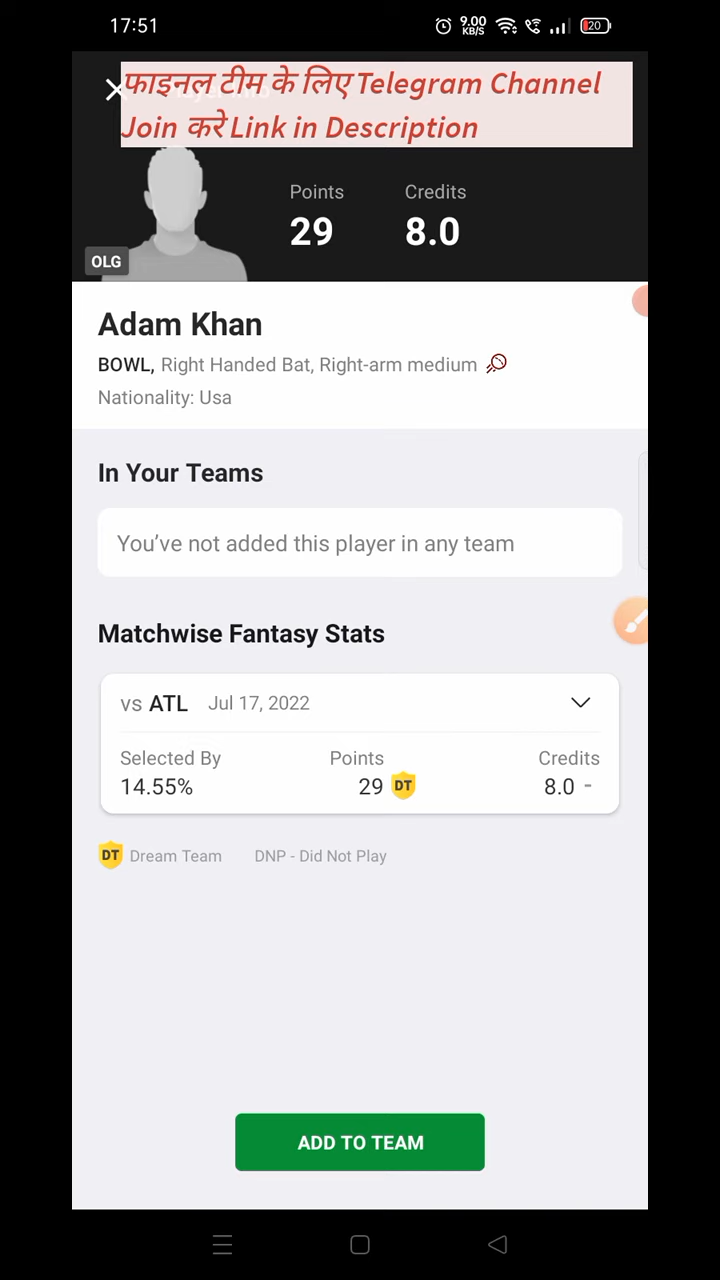 17:51
9.00 KB/S
20
फाइनल टीम के लिए Telegram Channel
Join करे Link in Description
Points
Credits
29
8.0
OLG
Adam Khan
BOWL, Right Handed Bat, Right-arm medium
Nationality: Usa
In Your Teams
You’ve not added this player in any team
Matchwise Fantasy Stats
vs ATL Jul 17, 2022
Selected By Points Credits
14.55% 29 DT 8.0 -
DT Dream Team DNP - Did Not Play
ADD TO TEAM